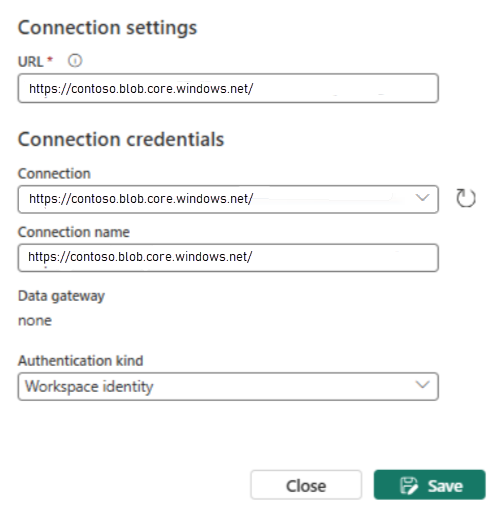 Connection settings
URL *
https://contoso.blob.core.windows.net/
Connection credentials
Connection
https://contoso.blob.core.windows.net/
Connection name
https://contoso.blob.core.windows.net/
Data gateway
none
Authentication kind
Workspace identity
Close Save